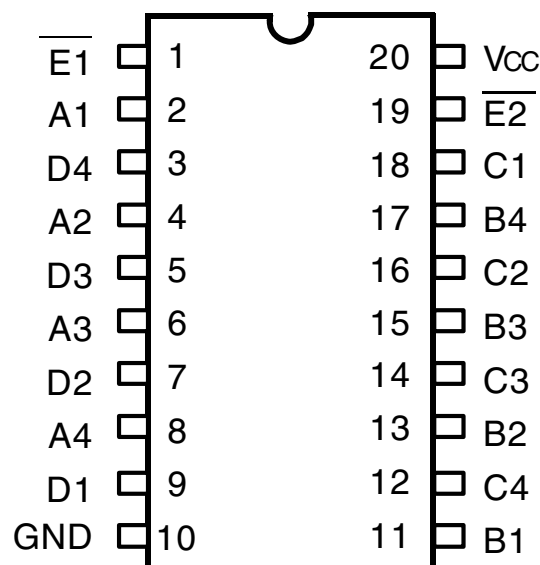 E̅1̅ 1 20 VCC
A1 2 19 E̅2̅
D4 3 18 C1
A2 4 17 B4
D3 5 16 C2
A3 6 15 B3
D2 7 14 C3
A4 8 13 B2
D1 9 12 C4
GND 10 11 B1